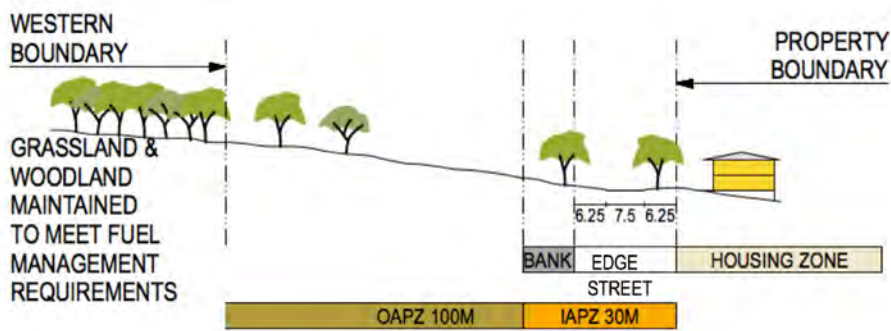 WESTERN
BOUNDARY
PROPERTY
BOUNDARY
GRASSLAND &
WOODLAND
MAINTAINED
TO MEET FUEL
MANAGEMENT
REQUIREMENTS
6.25 7.5 6.25
BANK EDGE HOUSING ZONE
STREET
OAPZ 100M IAPZ 30M